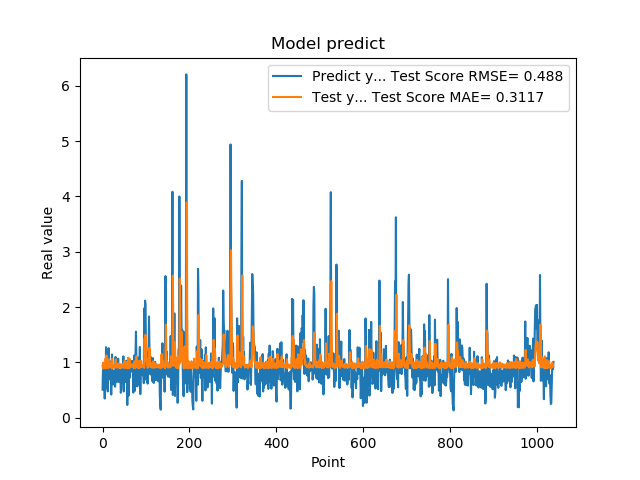 Model predict
Predict y... Test Score RMSE= 0.488
Test y... Test Score MAE= 0.3117
Real value
6
5
4
3
2
1
0
0 200 400 600 800 1000
Point